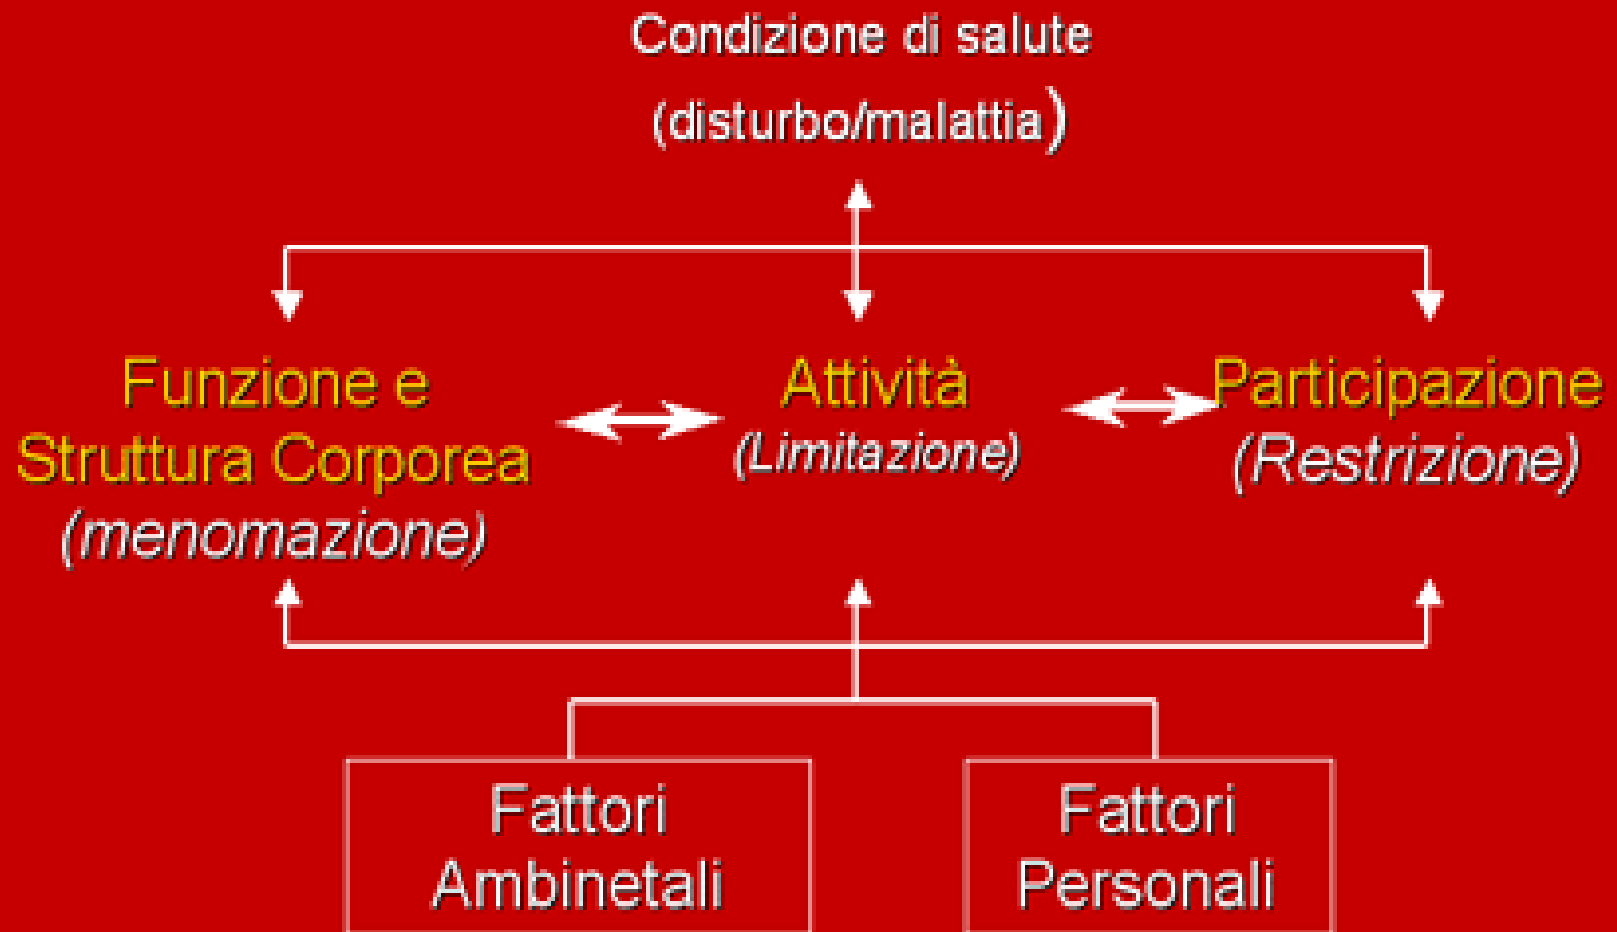 Condizione di salute
(disturbo/malattia)
Funzione e
Struttura Corporea
(menomazione)
Attività
(Limitazione)
Participazione
(Restrizione)
Fattori
Ambinetali
Fattori
Personali